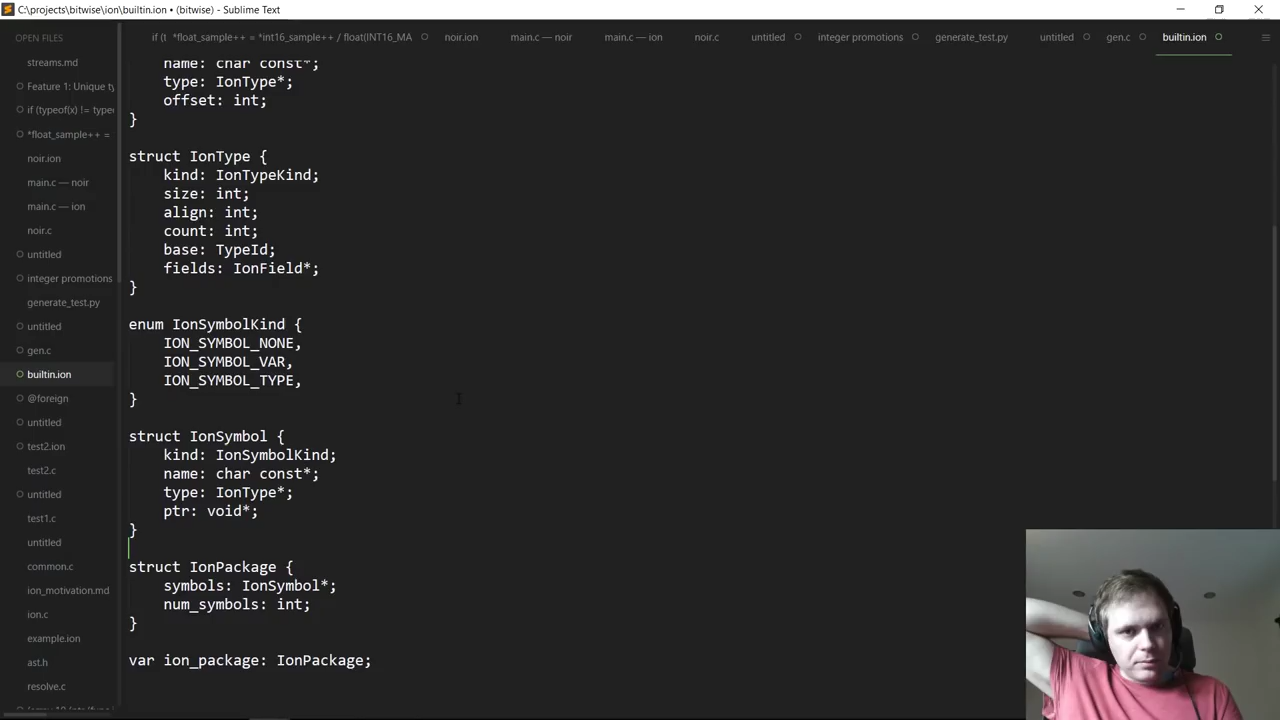 C:\projects\bitwise\ion\builtin.ion • (bitwise) - Sublime Text
OPEN FILES
if (t *float_sample++ = *int16_sample++ / float(INT16_MA
noir.ion
main.c — noir
main.c — ion
noir.c
untitled
integer promotions
generate_test.py
untitled
gen.c
builtin.ion
streams.md
Feature 1: Unique ty
if (typeof(x) != type
*float_sample++ =
noir.ion
main.c — noir
main.c — ion
noir.c
untitled
integer promotions
generate_test.py
untitled
gen.c
builtin.ion
@foreign
untitled
test2.ion
test2.c
untitled
test1.c
untitled
common.c
ion_motivation.md
ion.c
example.ion
ast.h
resolve.c
name: char const*;
type: IonType*;
offset: int;
}
struct IonType {
kind: IonTypeKind;
size: int;
align: int;
count: int;
base: TypeId;
fields: IonField*;
}
enum IonSymbolKind {
ION_SYMBOL_NONE,
ION_SYMBOL_VAR,
ION_SYMBOL_TYPE,
}
struct IonSymbol {
kind: IonSymbolKind;
name: char const*;
type: IonType*;
ptr: void*;
}
struct IonPackage {
symbols: IonSymbol*;
num_symbols: int;
}
var ion_package: IonPackage;